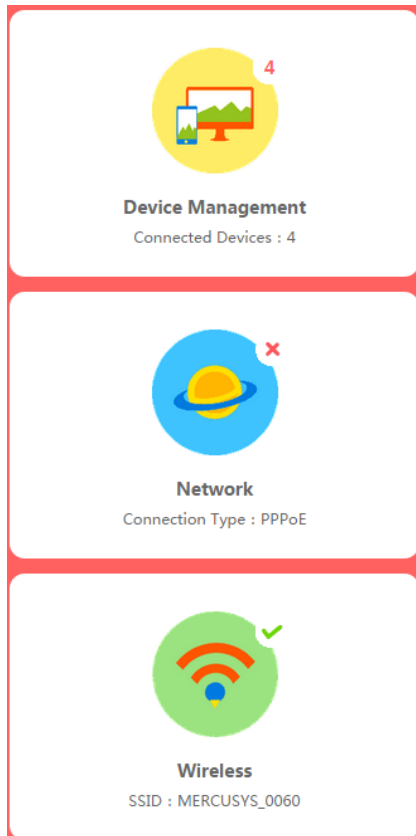 4
Device Management
Connected Devices : 4
Network
Connection Type : PPPoE
Wireless
SSID : MERCUSYS_0060